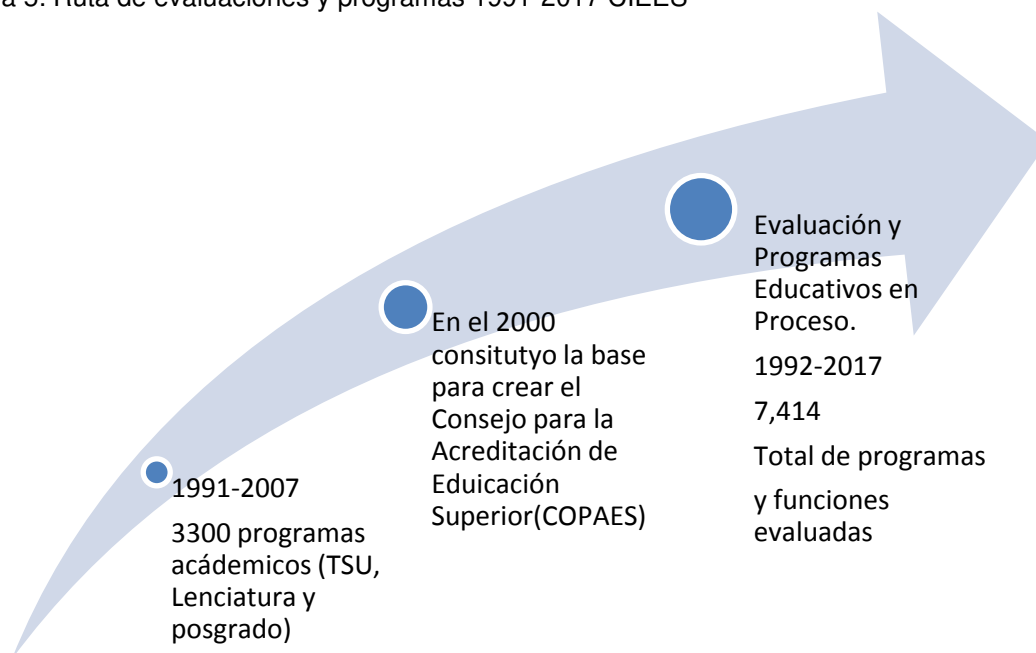 a 3. Ruta de evaluaciones y programas 1991-2017 CIEES
Evaluación y
Programas
Educativos en
Proceso.
1992-2017
7,414
Total de programas
y funciones
evaluadas
En el 2000
consitutyo la base
para crear el
Consejo para la
Acreditación de
Eduicación
Superior(COPAES)
1991-2007
3300 programas
acádemicos (TSU,
Lenciatura y
posgrado)